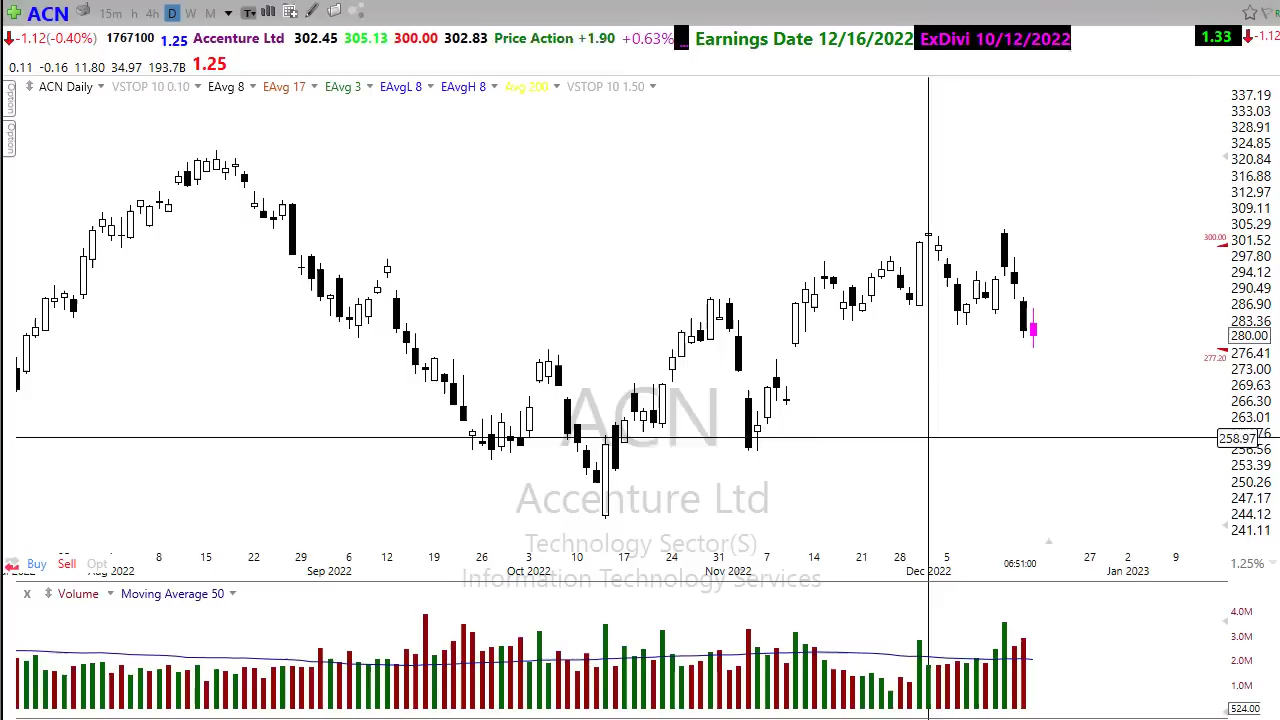 ACN 15m h 4h D W M T
-1.12(-0.40%) 1767100 1.25 Accenture Ltd 302.45 305.13 300.00 302.83 Price Action +1.90 +0.63% ... Earnings Date 12/16/2022 ExDivi 10/12/2022 1.33 -1.12
0.11 -0.16 11.80 34.97 193.7B 1.25
ACN Daily VSTOP 10 0.10 EAvg 8 EAvg 17 EAvg 3 EAvgL 8 EAvgH 8 Avg 200 VSTOP 10 1.50
Option
Option
337.19
333.03
328.91
324.85
320.84
316.88
312.97
309.11
305.29
300.00 301.52
297.80
294.12
290.49
286.90
283.36
280.00
277.20 276.41
273.00
269.63
266.30
263.01
258.97
256.56
253.39
250.26
247.17
244.12
241.11
ACN
Accenture Ltd
Technology Sector(S)
Information Technology Services
8 15 22 29 6 12 19 26 3 10 17 24 31 7 14 21 28 5 27 2 9
Buy Sell Opt 06:51:00 1.25%
Aug 2022 Sep 2022 Oct 2022 Nov 2022 Dec 2022 Jan 2023
x Volume Moving Average 50
4.0M
3.0M
2.0M
1.0M
524.00